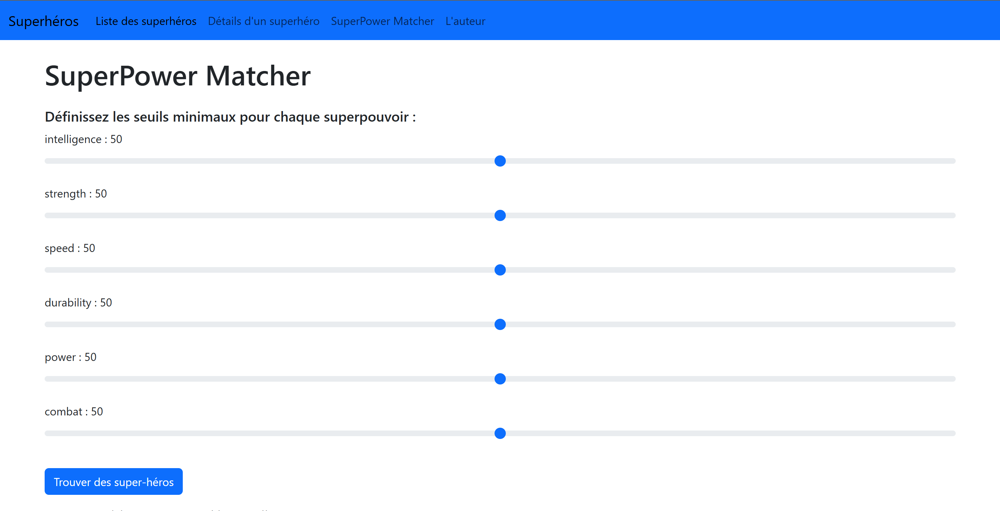 Superhéros Liste des superhéros Détails d'un superhéro SuperPower Matcher L'auteur
SuperPower Matcher
Définissez les seuils minimaux pour chaque superpouvoir :
intelligence : 50
strength : 50
speed : 50
durability : 50
power : 50
combat : 50
Trouver des super-héros